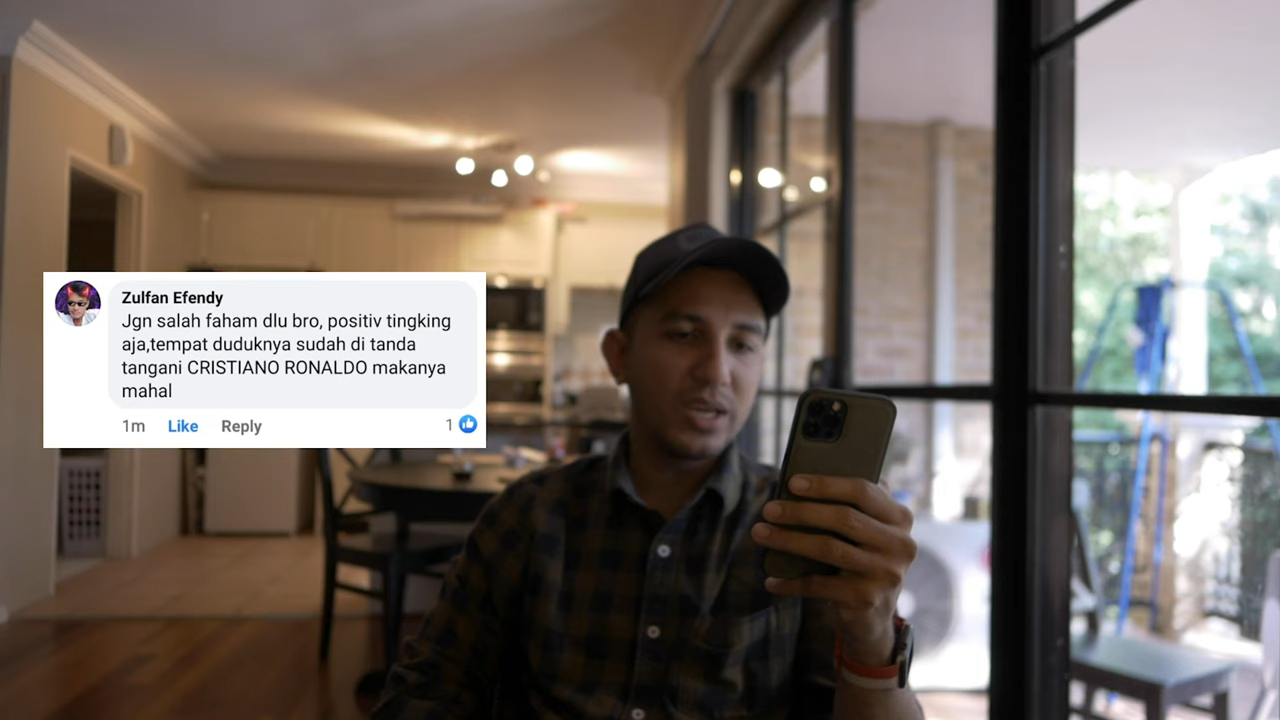 Zulfan Efendy
Jgn salah faham dlu bro, positiv tingking
aja,tempat duduknya sudah di tanda
tangani CRISTIANO RONALDO makanya
mahal
1m Like Reply 1